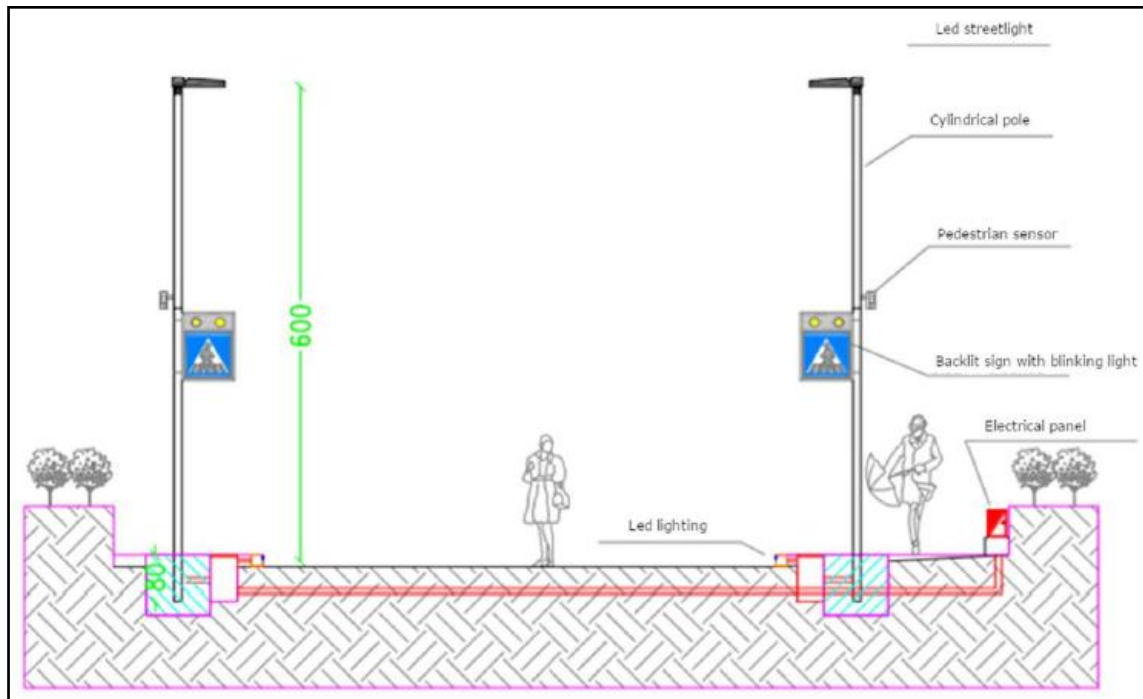 Led streetlight
Cylindrical pole
Pedestrian sensor
600
Backlit sign with blinking light
Electrical panel
Led lighting
80